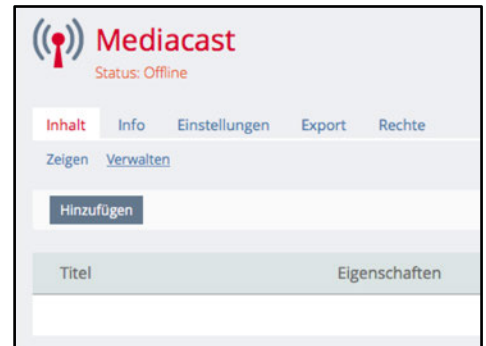 Mediacast
Status: Offline
Inhalt Info Einstellungen Export Rechte
Zeigen Verwalten
Hinzufügen
Titel Eigenschaften